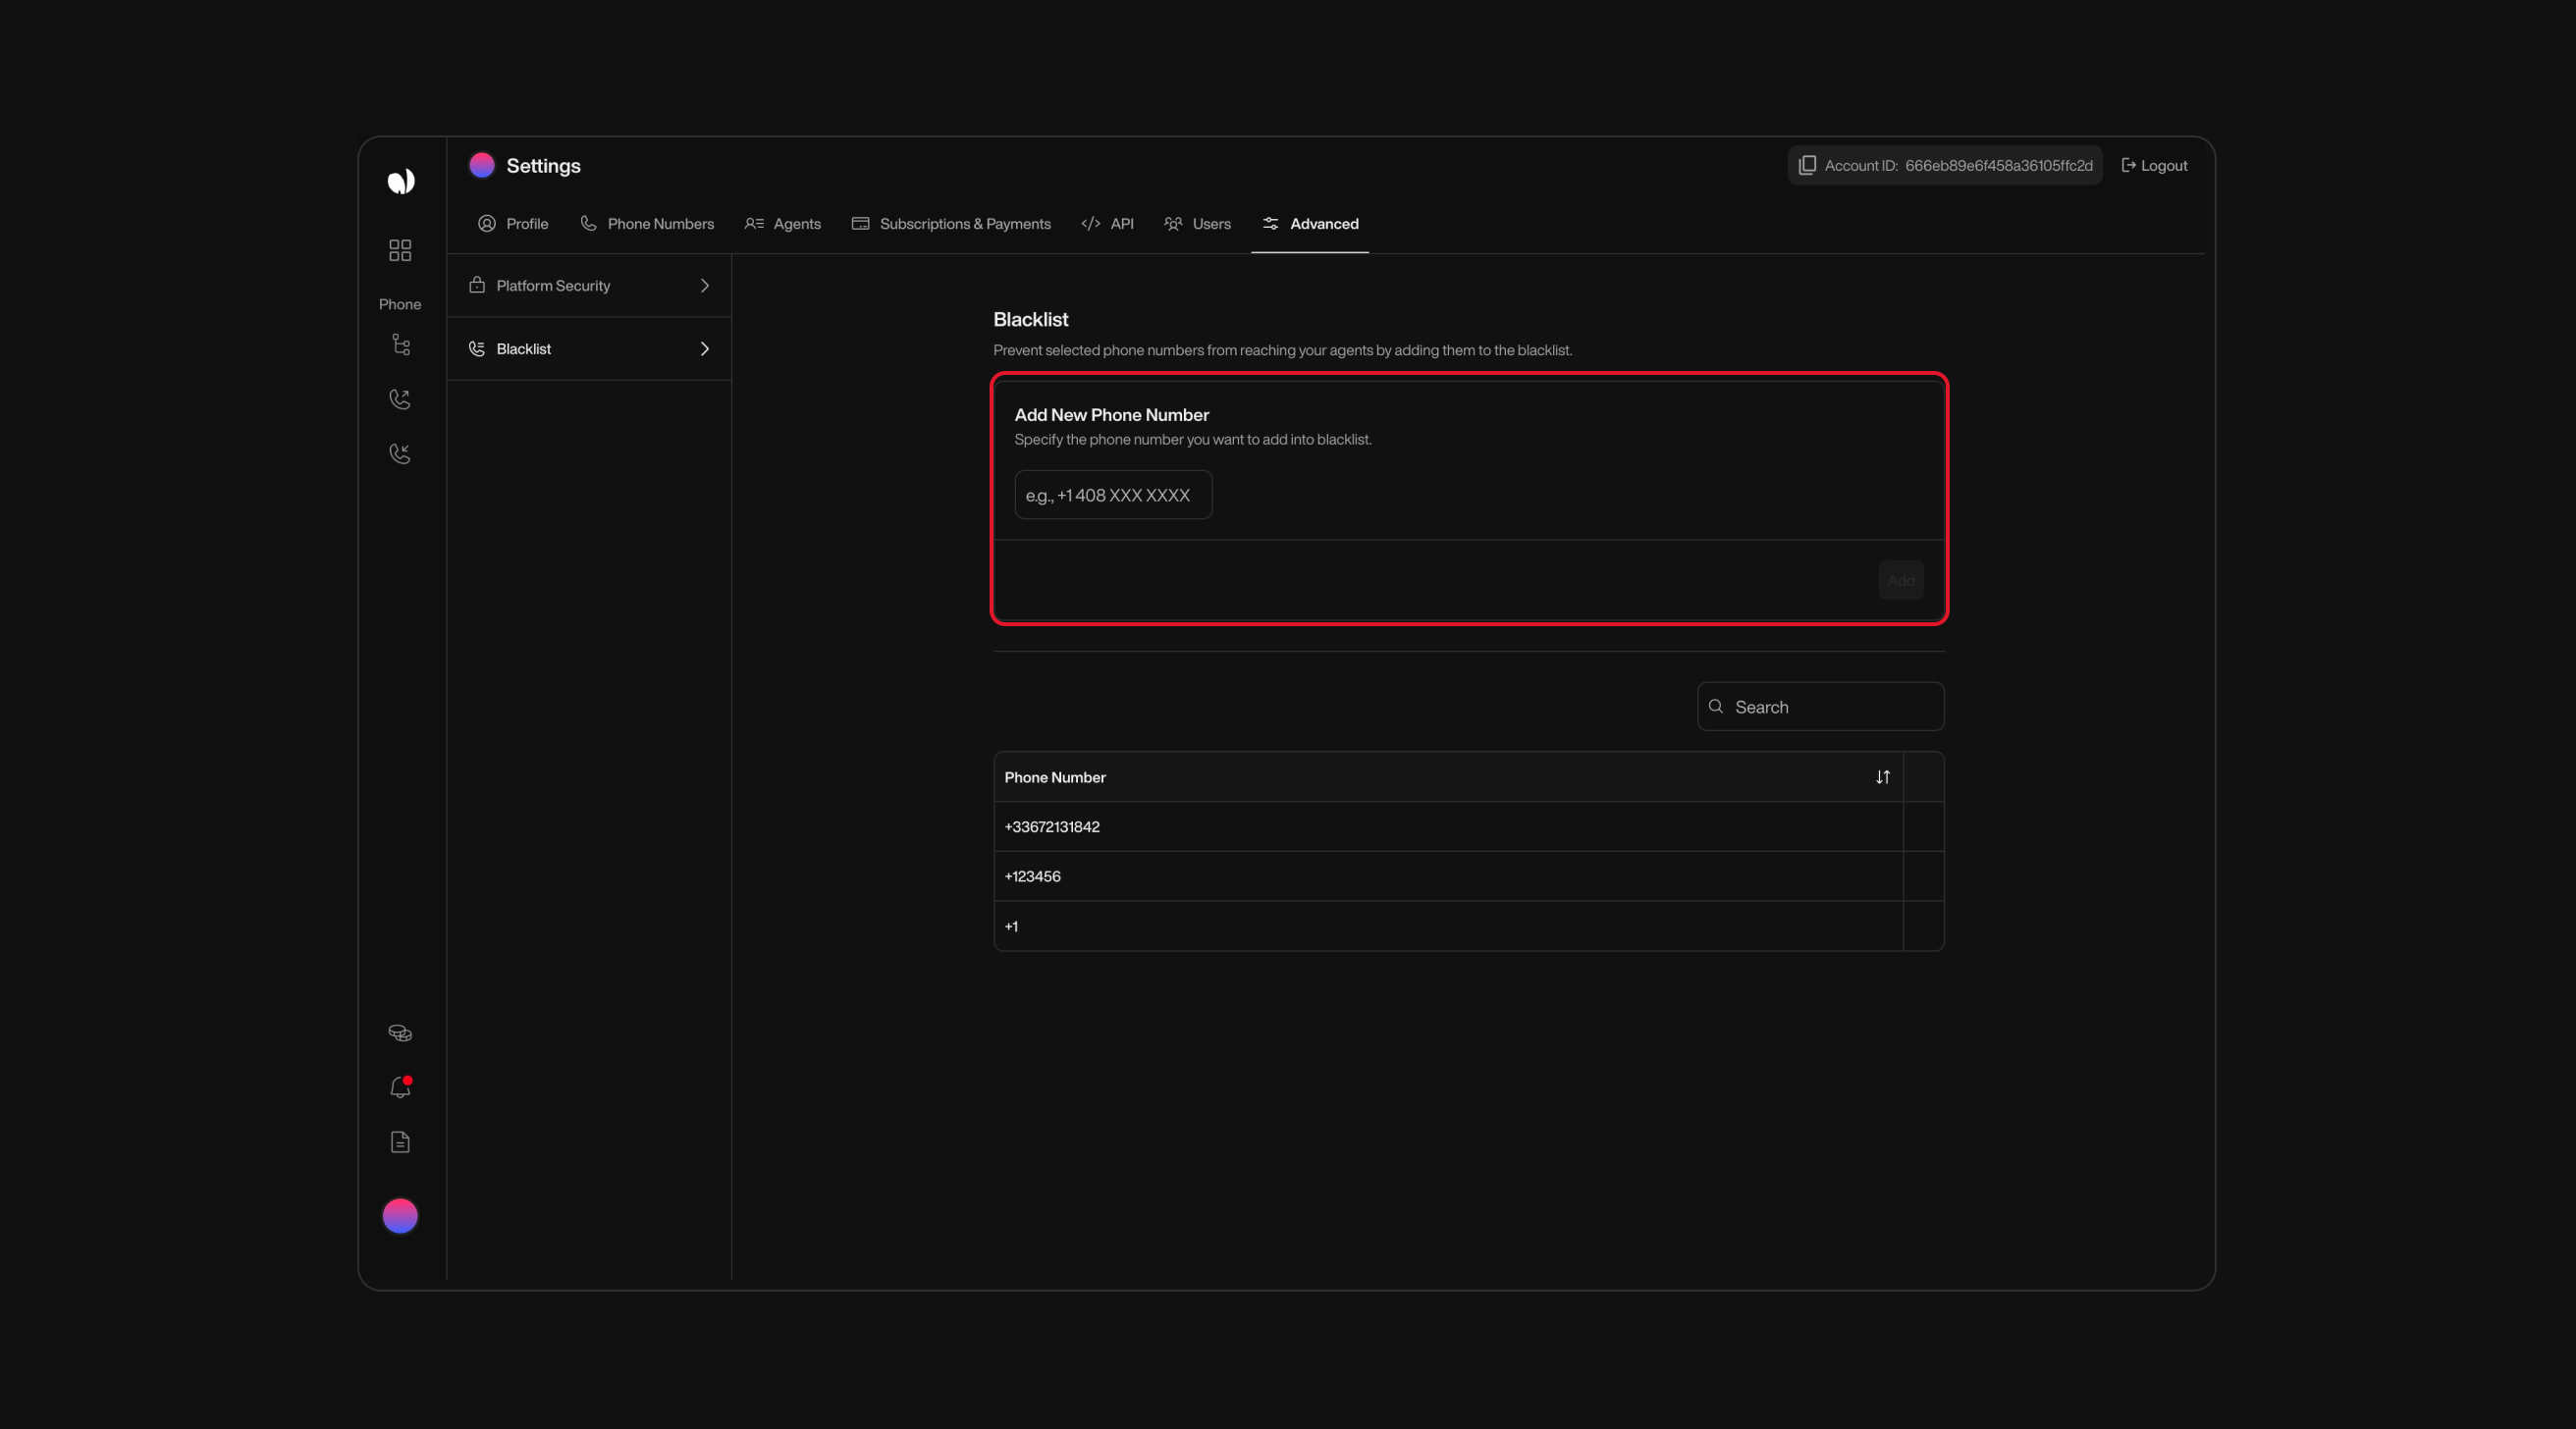 Settings
Account ID: 666eb89e6f458a36105ffc2d
Logout
Profile
Phone Numbers
Agents
Subscriptions & Payments
API
Users
Advanced
Phone
Platform Security
Blacklist
Blacklist
Prevent selected phone numbers from reaching your agents by adding them to the blacklist.
Add New Phone Number
Specify the phone number you want to add into blacklist.
e.g., +1 408 XXX XXXX
Add
Search
Phone Number
+33672131842
+123456
+1